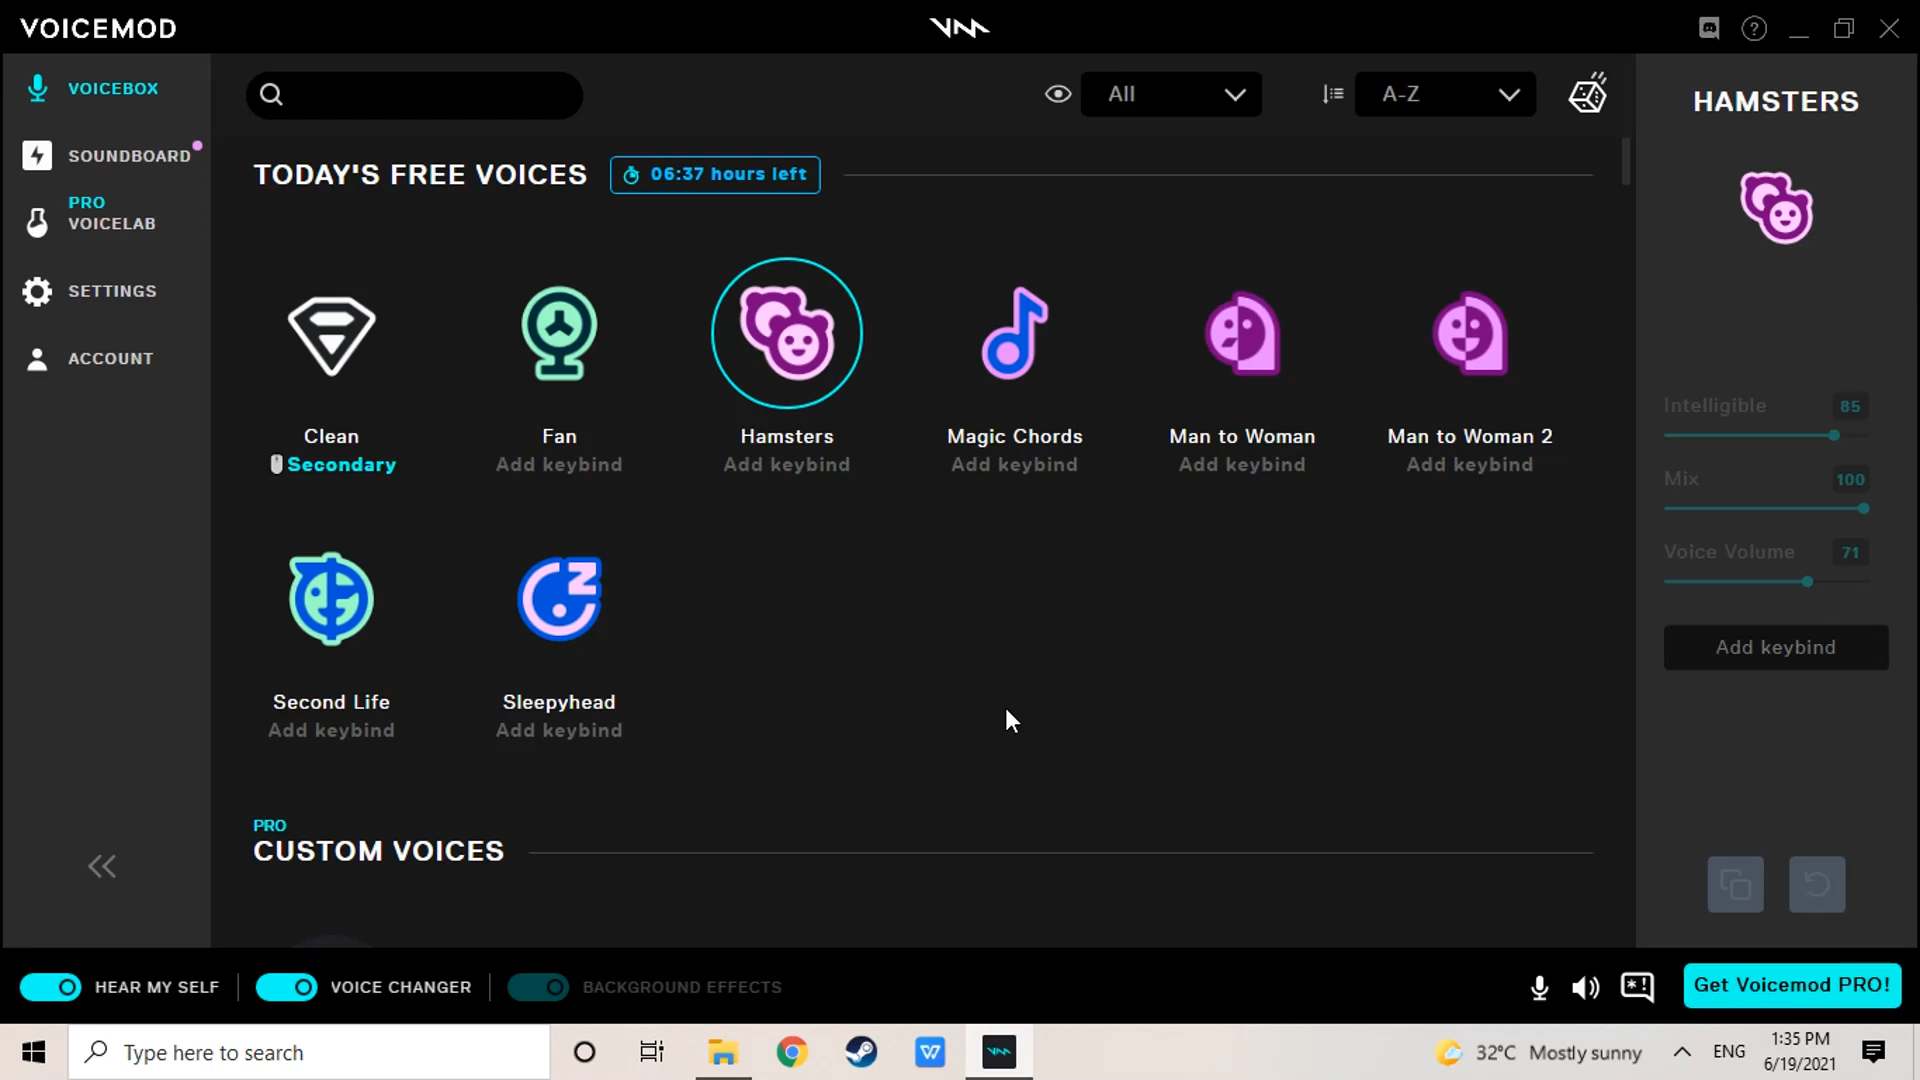 VOICEMOD
VOICEBOX
SOUNDBOARD
PRO
VOICELAB
SETTINGS
ACCOUNT
All
A-Z
TODAY'S FREE VOICES
06:37 hours left
Clean
Secondary
Fan
Add keybind
Hamsters
Add keybind
Magic Chords
Add keybind
Man to Woman
Add keybind
Man to Woman 2
Add keybind
Second Life
Add keybind
Sleepyhead
Add keybind
PRO
CUSTOM VOICES
HAMSTERS
Intelligible 85
Mix 100
Voice Volume 71
Add keybind
HEAR MY SELF
VOICE CHANGER
BACKGROUND EFFECTS
Get Voicemod PRO!
Type here to search
32°C Mostly sunny
ENG
1:35 PM
6/19/2021